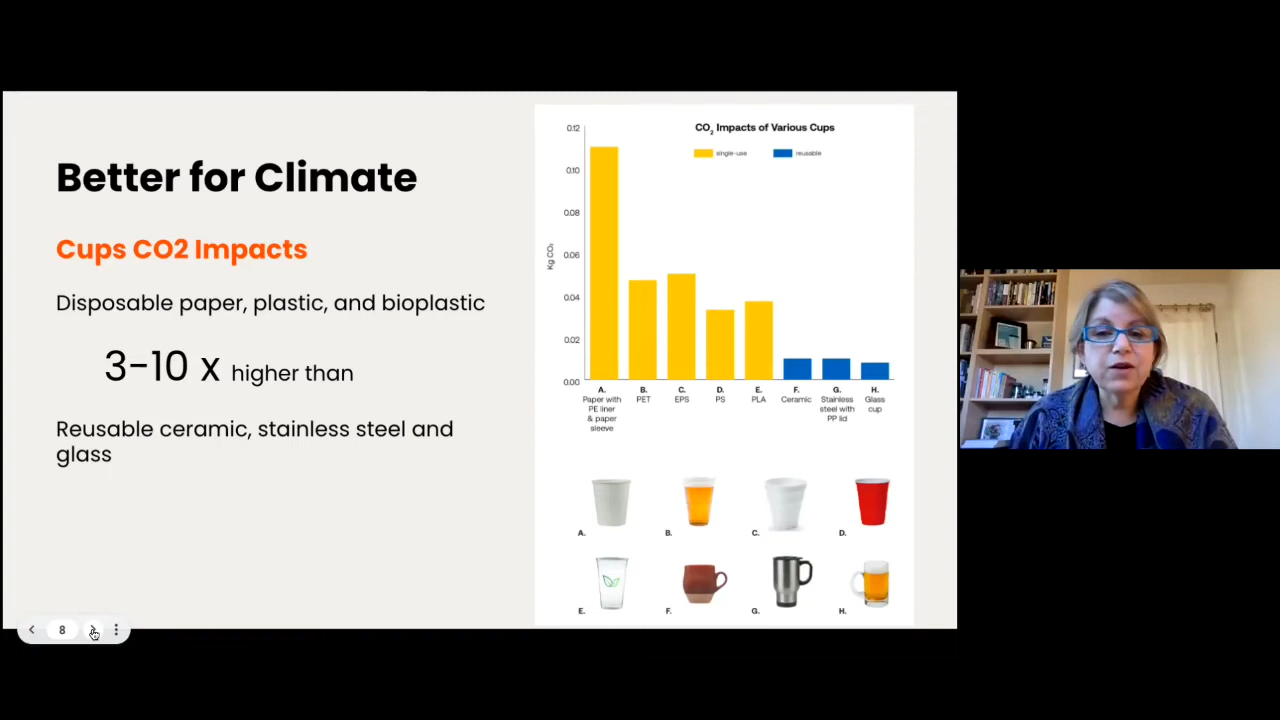 Better for Climate
Cups CO2 Impacts
Disposable paper, plastic, and bioplastic
3-10 x higher than
Reusable ceramic, stainless steel and
glass
CO2 Impacts of Various Cups
single-use
reusable
Kg CO2
0.12
0.10
0.08
0.06
0.04
0.02
0.00
A.
Paper with
PE liner
& paper
sleeve
B.
PET
C.
EPS
D.
PS
E.
PLA
F.
Ceramic
G.
Stainless
steel with
PP lid
H.
Glass
cup
A.
B.
C.
D.
E.
F.
G.
H.
8